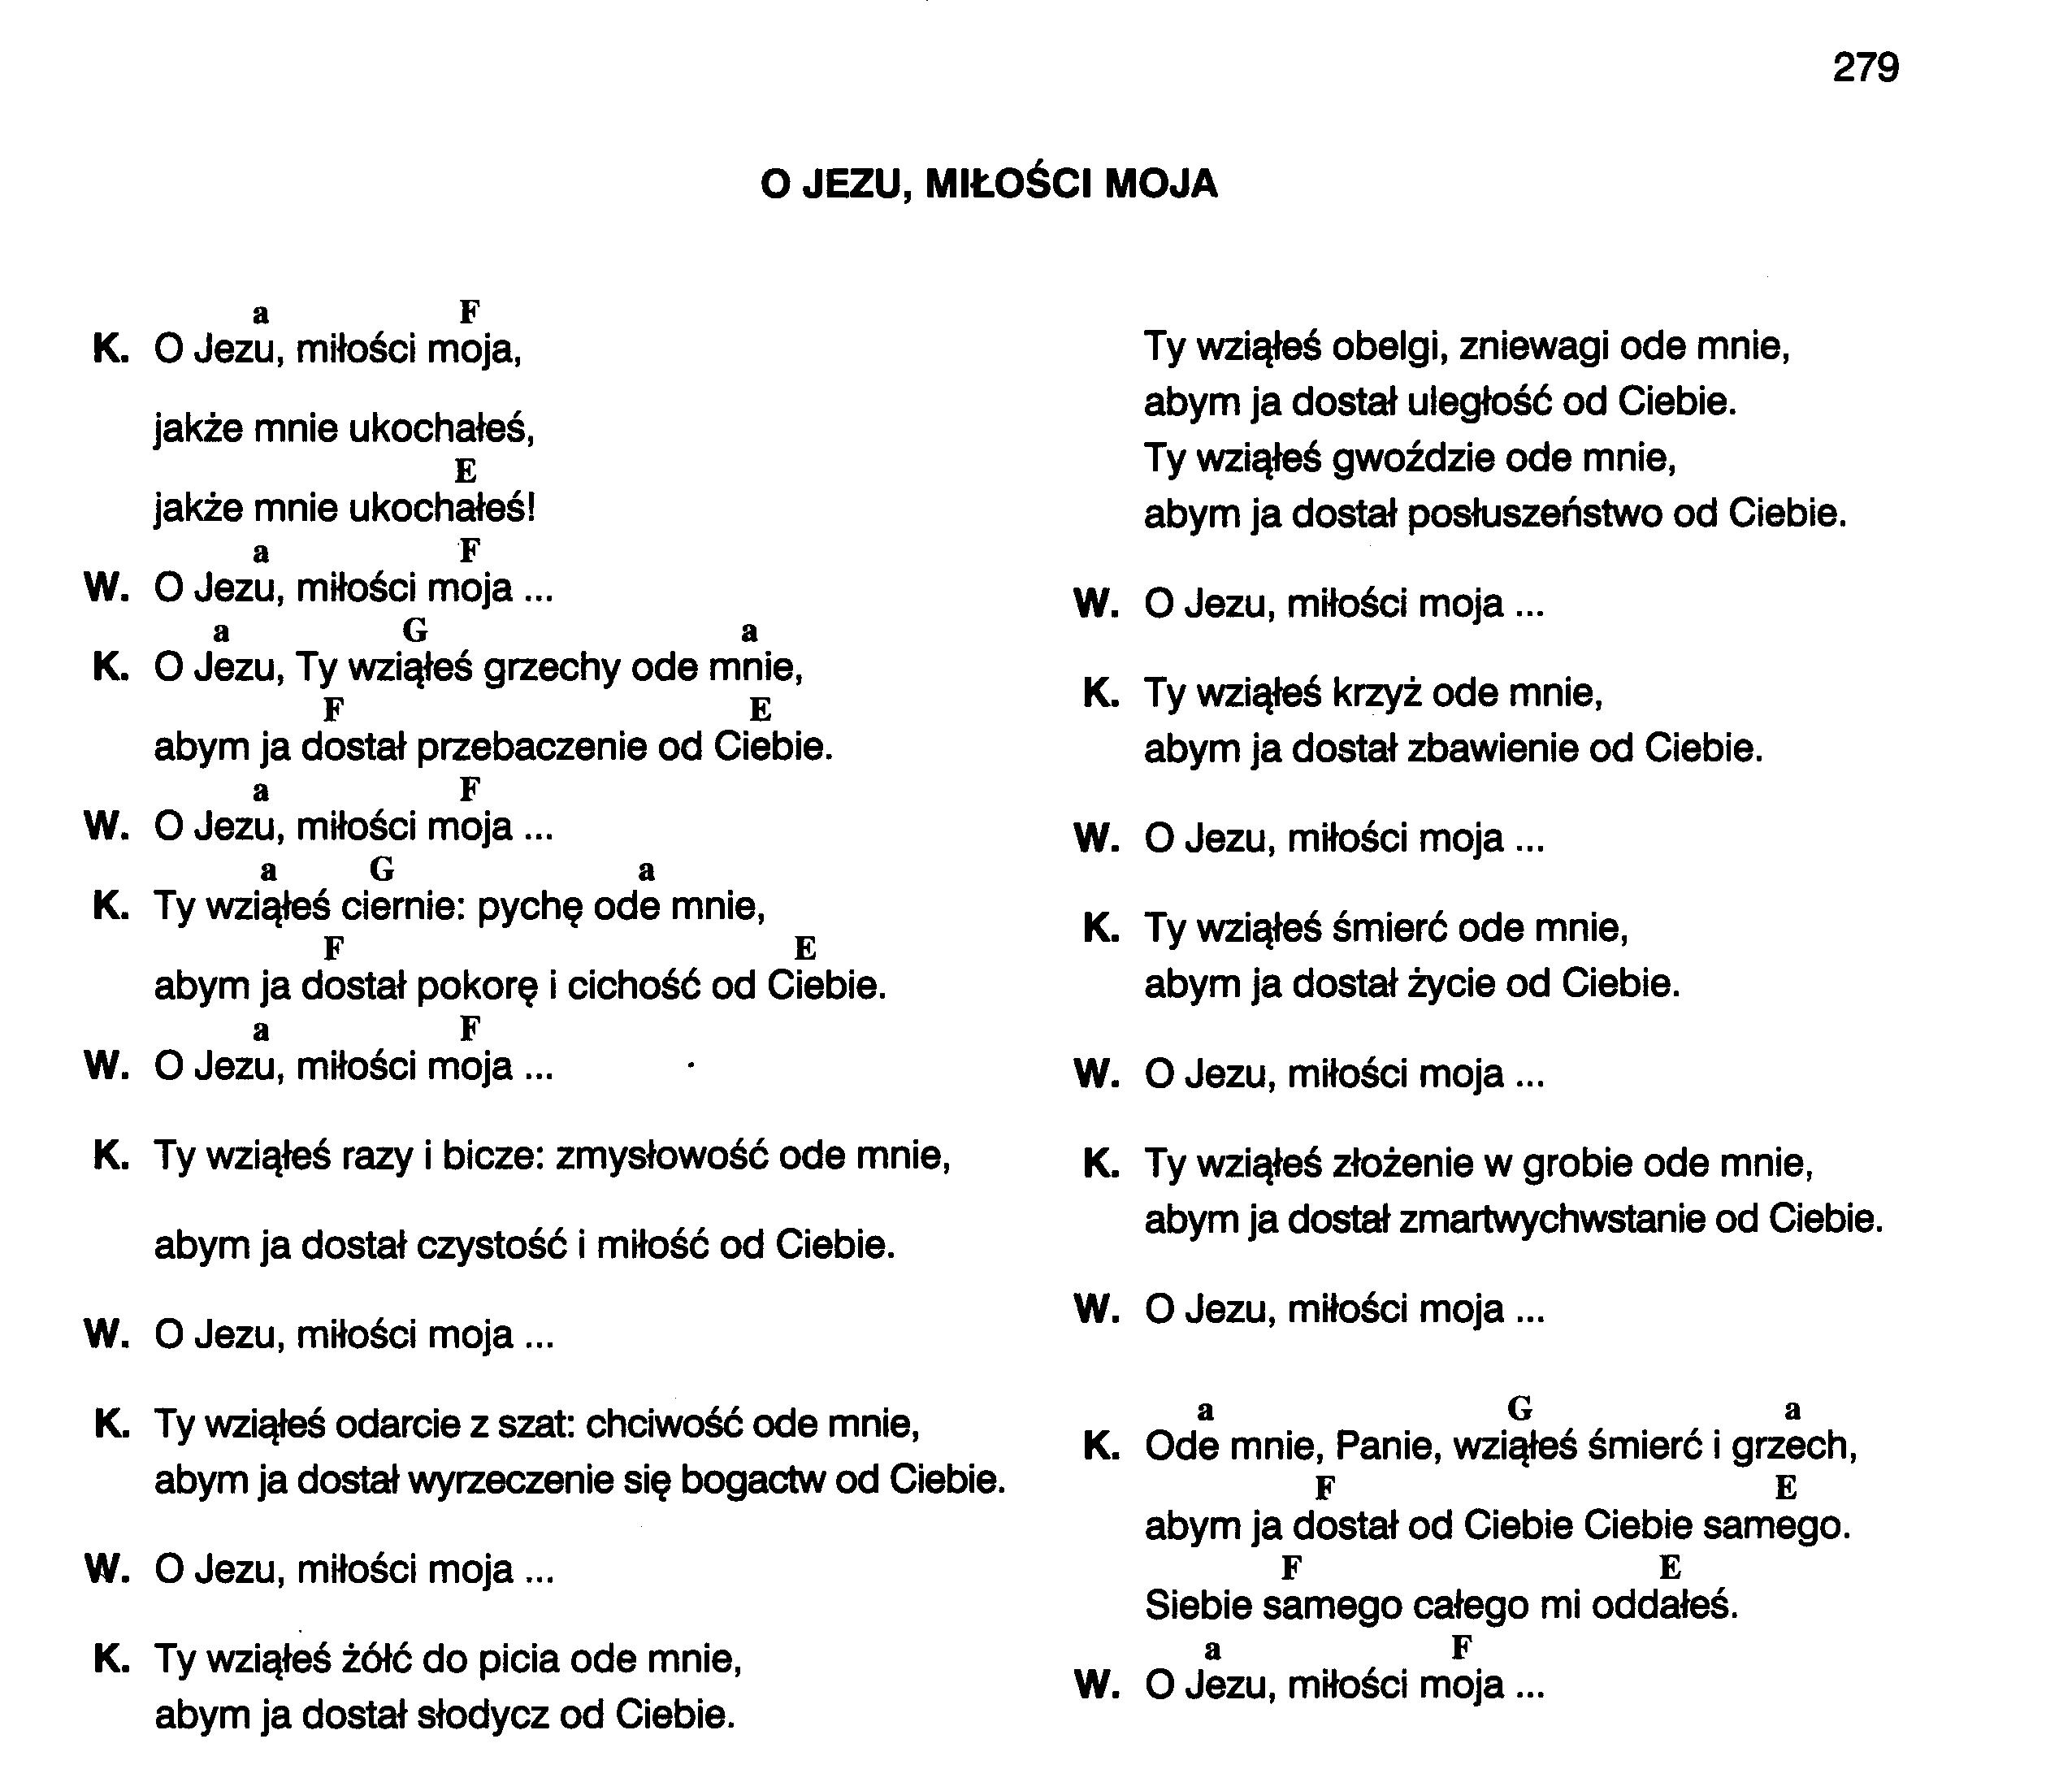 279
O JEZU, MIŁOŚCI MOJA
a F
K. O Jezu, miłości moja,
jakże mnie ukochałeś,
E
jakże mnie ukochałeś!
a F
W. O Jezu, miłości moja ...
a G a
K. O Jezu, Ty wziąłeś grzechy ode mnie,
F E
abym ja dostał przebaczenie od Ciebie.
a F
W. O Jezu, miłości moja ...
a G a
K. Ty wziąłeś ciernie: pychę ode mnie,
F E
abym ja dostał pokorę i cichość od Ciebie.
a F
W. O Jezu, miłości moja ...
K. Ty wziąłeś razy i bicze: zmysłowość ode mnie,
abym ja dostał czystość i miłość od Ciebie.
W. O Jezu, miłości moja ...
K. Ty wziąłeś odarcie z szat: chciwość ode mnie,
abym ja dostał wyrzeczenie się bogactw od Ciebie.
W. O Jezu, miłości moja ...
K. Ty wziąłeś żółć do picia ode mnie,
abym ja dostał słodycz od Ciebie.
Ty wziąłeś obelgi, zniewagi ode mnie,
abym ja dostał uległość od Ciebie.
Ty wziąłeś gwoździe ode mnie,
abym ja dostał posłuszeństwo od Ciebie.
W. O Jezu, miłości moja ...
K. Ty wziąłeś krzyż ode mnie,
abym ja dostał zbawienie od Ciebie.
W. O Jezu, miłości moja ...
K. Ty wziąłeś śmierć ode mnie,
abym ja dostał życie od Ciebie.
W. O Jezu, miłości moja ...
K. Ty wziąłeś złożenie w grobie ode mnie,
abym ja dostał zmartwychwstanie od Ciebie.
W. O Jezu, miłości moja ...
a G a
K. Ode mnie, Panie, wziąłeś śmierć i grzech,
F E
abym ja dostał od Ciebie Ciebie samego.
F E
Siebie samego całego mi oddałeś.
a F
W. O Jezu, miłości moja ...